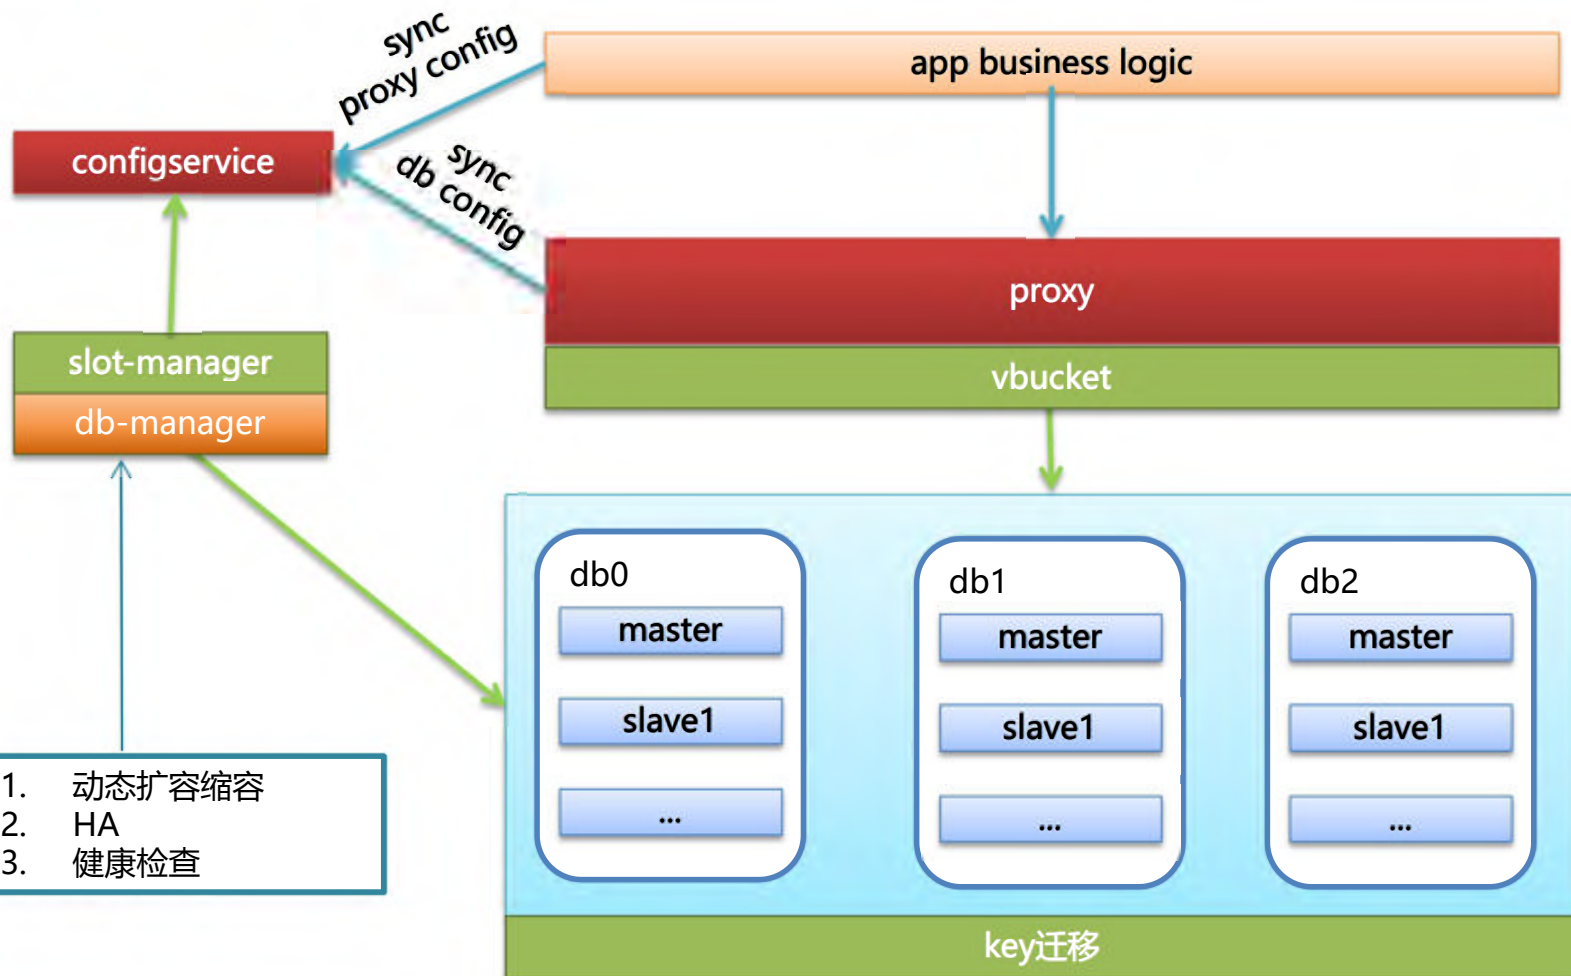 sync
proxy config
app business logic
configservice
sync
db config
proxy
slot-manager
vbucket
db-manager
db0
master
slave1
...
db1
master
slave1
...
db2
master
slave1
...
1. 动态扩容缩容
2. HA
3. 健康检查
key迁移